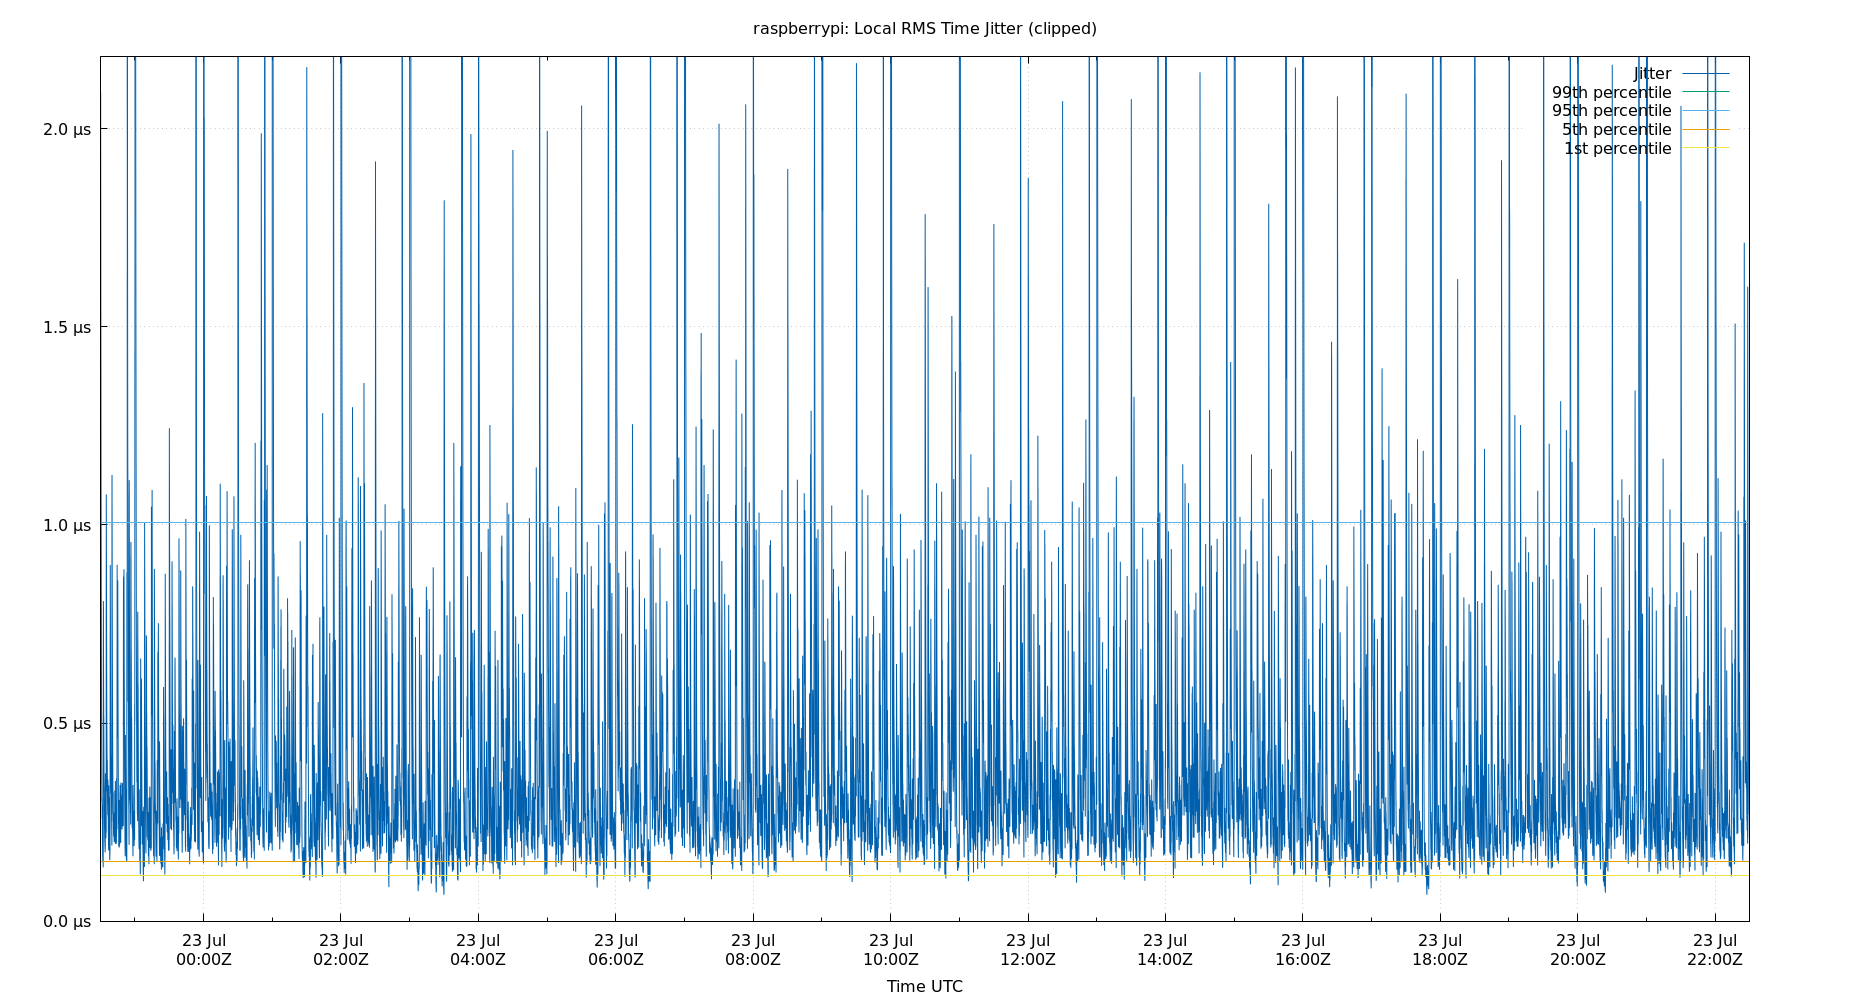 raspberrypi: Local RMS Time Jitter (clipped)
Jitter
99th percentile
95th percentile
5th percentile
1st percentile
2.0 µs
1.5 µs
1.0 µs
0.5 µs
0.0 µs
23 Jul 23 Jul 23 Jul 23 Jul 23 Jul 23 Jul 23 Jul 23 Jul 23 Jul 23 Jul 23 Jul 23 Jul
00:00Z 02:00Z 04:00Z 06:00Z 08:00Z 10:00Z 12:00Z 14:00Z 16:00Z 18:00Z 20:00Z 22:00Z
Time UTC